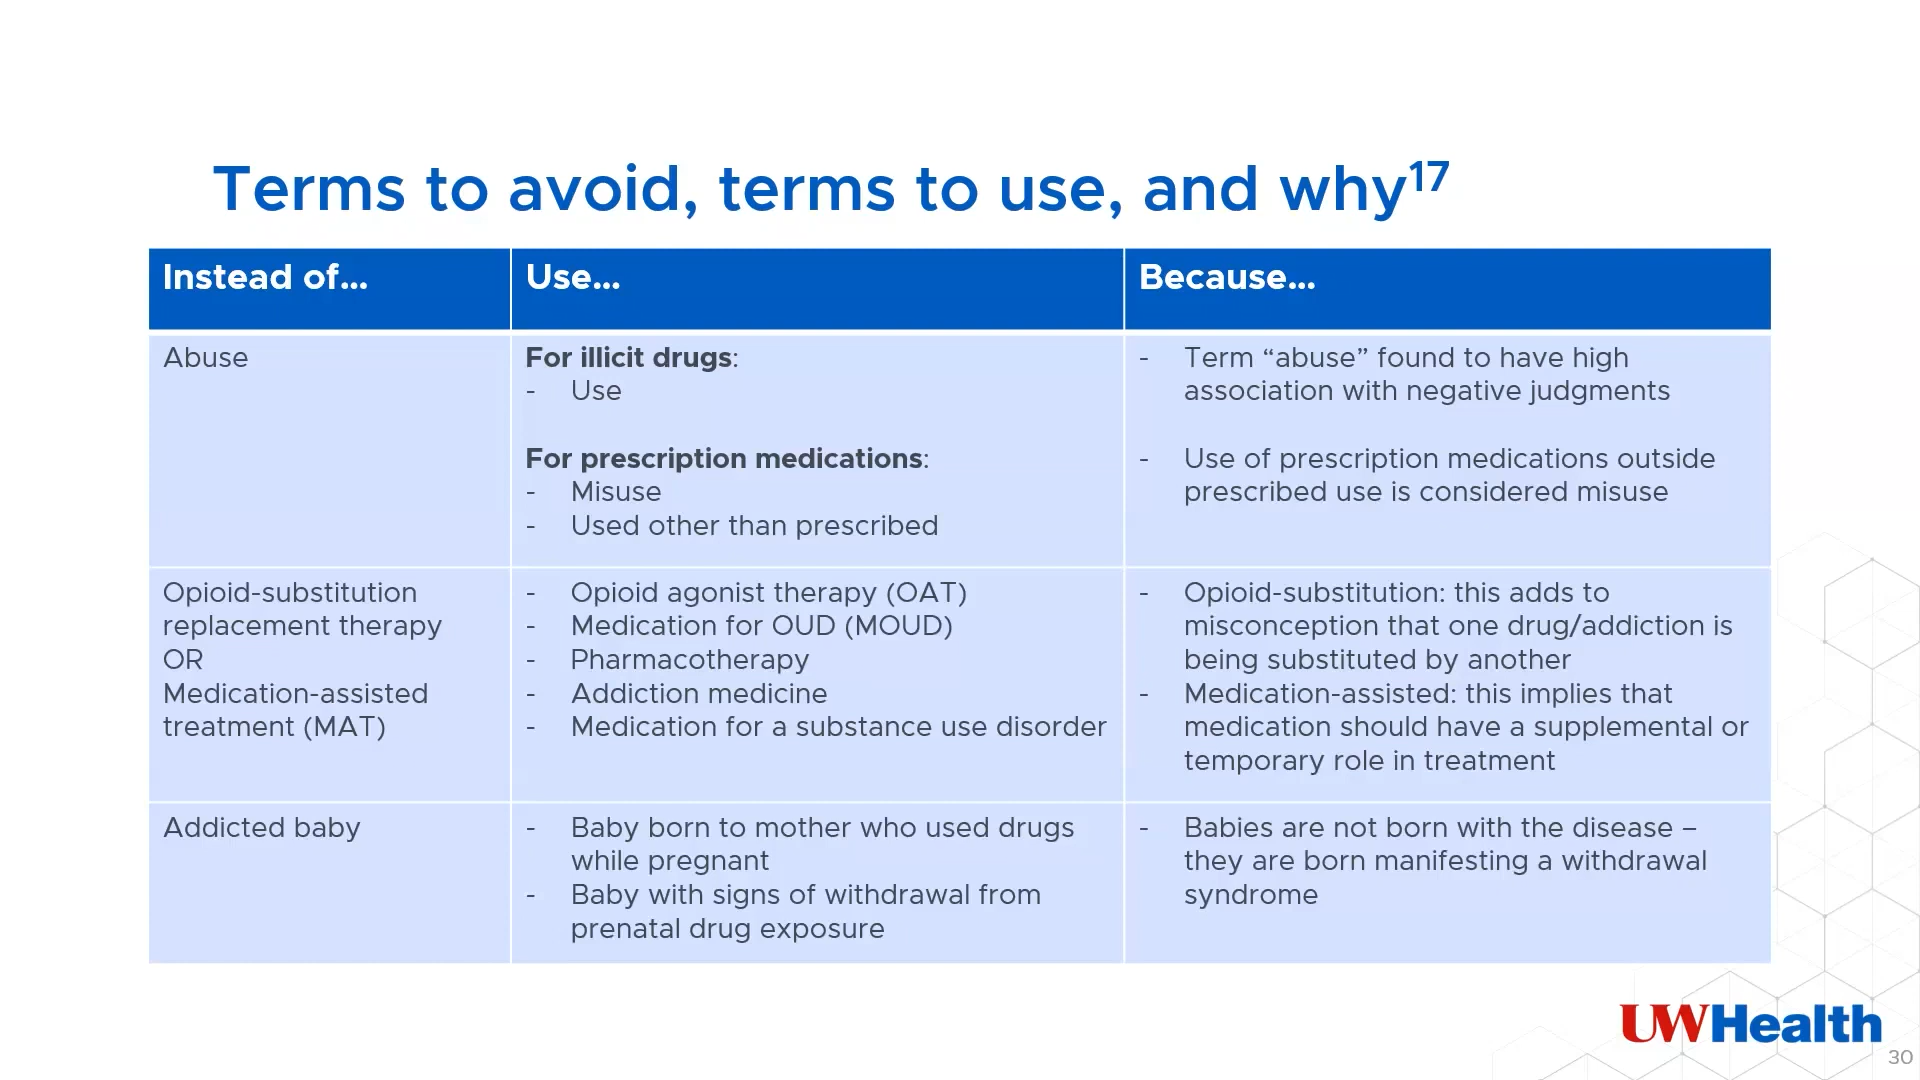 Terms to avoid, terms to use, and why17
Instead of...
Use...
Because...
Abuse
For illicit drugs:
- Use
For prescription medications:
- Misuse
- Used other than prescribed
- Term “abuse” found to have high
association with negative judgments
- Use of prescription medications outside
prescribed use is considered misuse
Opioid-substitution
replacement therapy
OR
Medication-assisted
treatment (MAT)
- Opioid agonist therapy (OAT)
- Medication for OUD (MOUD)
- Pharmacotherapy
- Addiction medicine
- Medication for a substance use disorder
- Opioid-substitution: this adds to
misconception that one drug/addiction is
being substituted by another
- Medication-assisted: this implies that
medication should have a supplemental or
temporary role in treatment
Addicted baby
- Baby born to mother who used drugs
while pregnant
- Baby with signs of withdrawal from
prenatal drug exposure
- Babies are not born with the disease –
they are born manifesting a withdrawal
syndrome
UWHealth
30